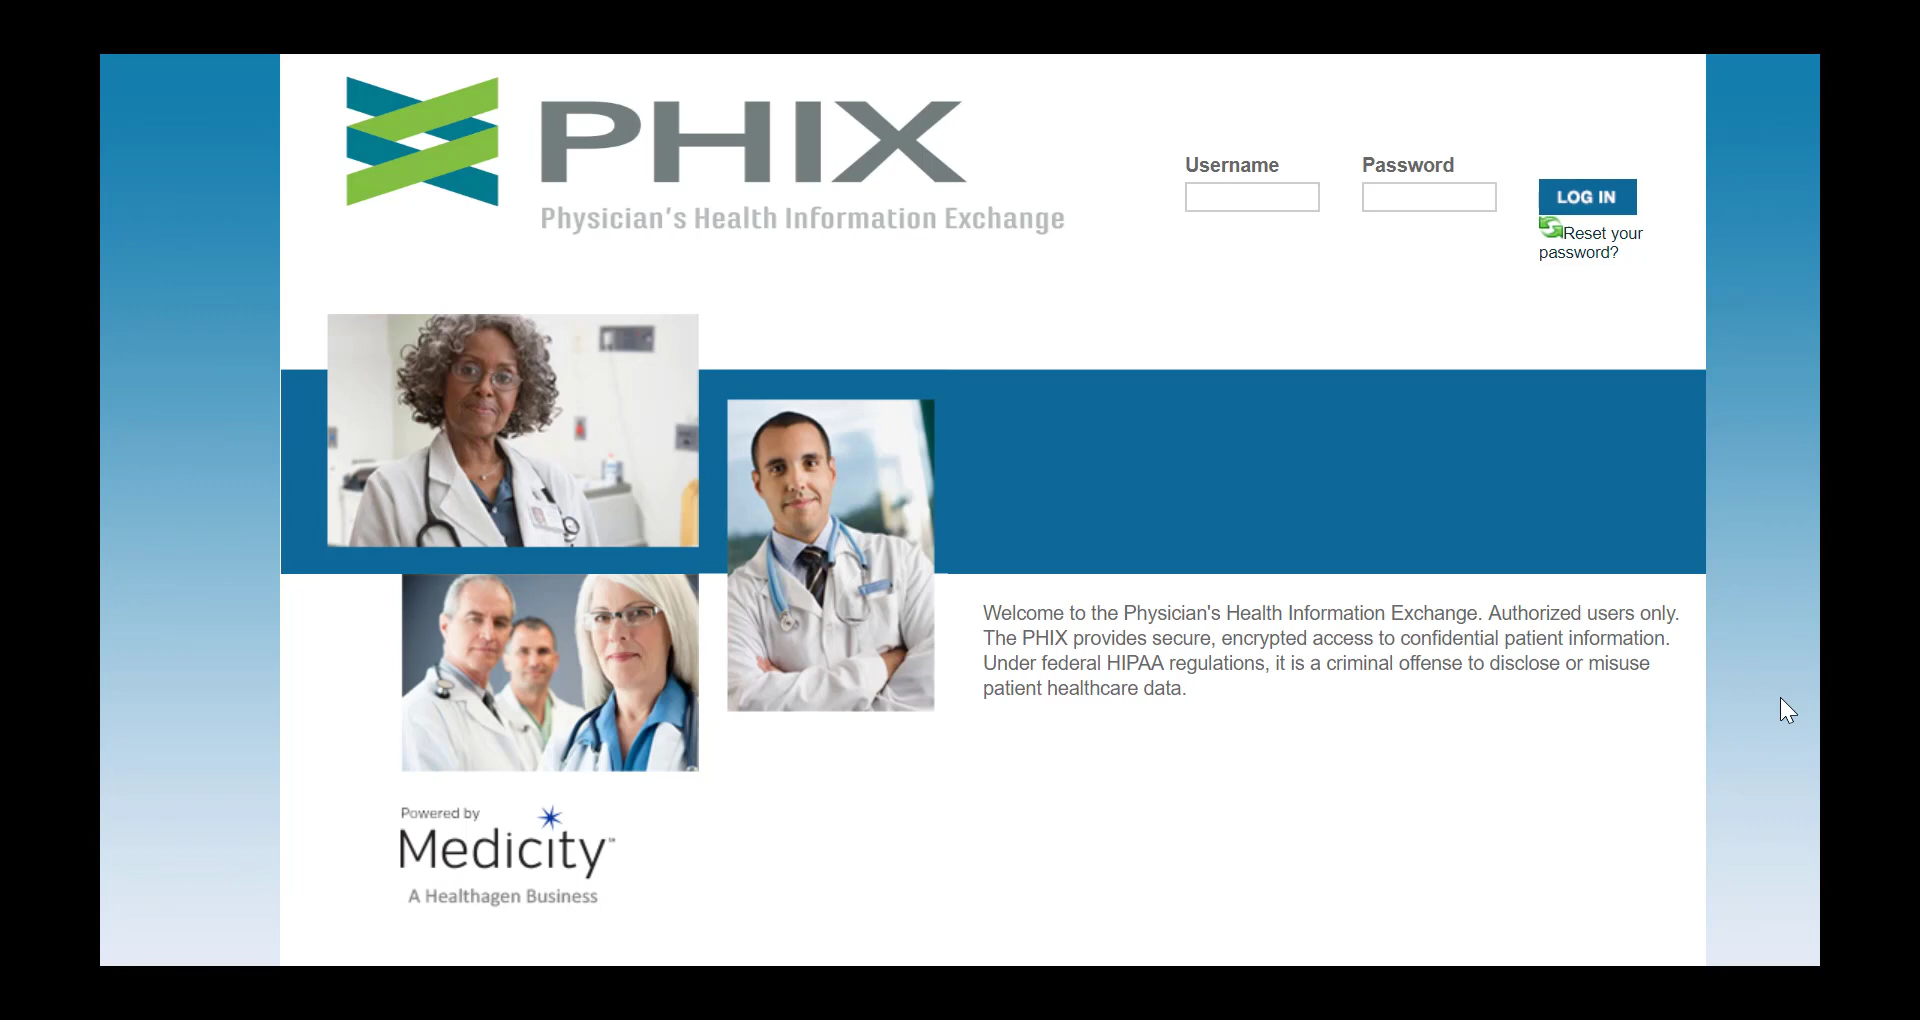 PHIX
Physician's Health Information Exchange
Username
Password
LOG IN
Reset your
password?
Welcome to the Physician's Health Information Exchange. Authorized users only.
The PHIX provides secure, encrypted access to confidential patient information.
Under federal HIPAA regulations, it is a criminal offense to disclose or misuse
patient healthcare data.
Powered by
Medicity
A Healthagen Business